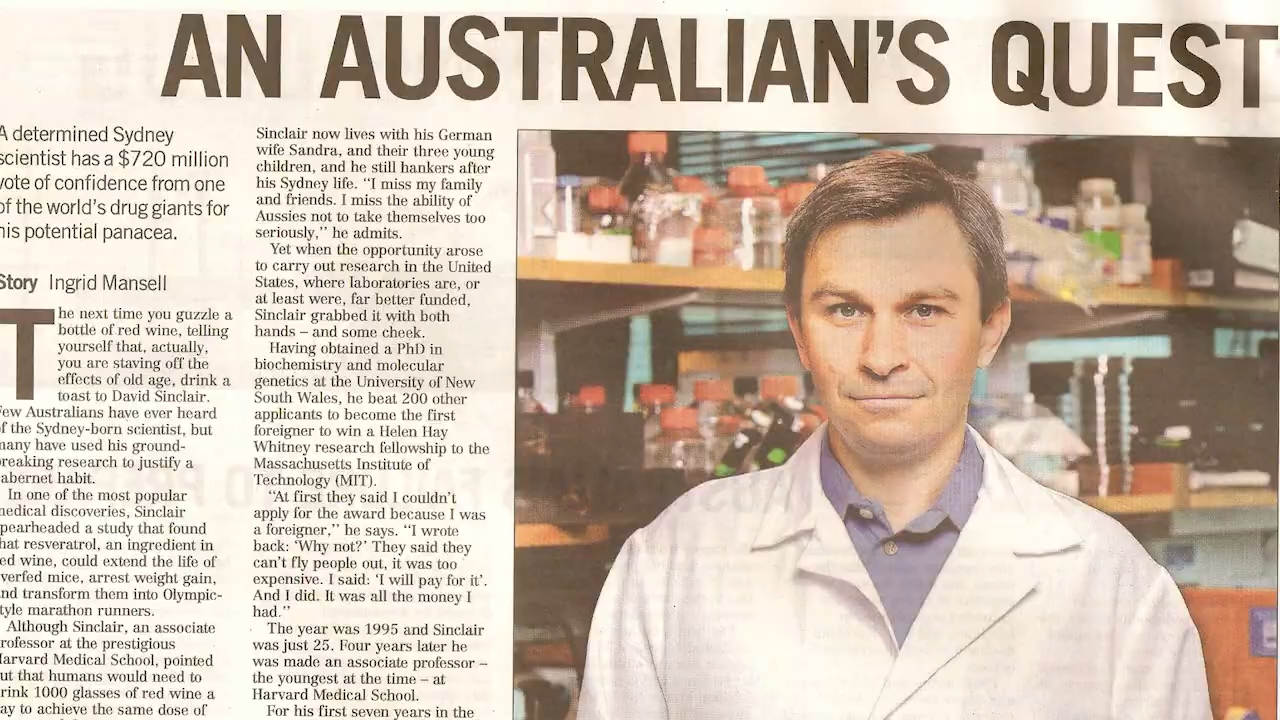 AN AUSTRALIAN'S QUEST
A determined Sydney
scientist has a $720 million
vote of confidence from one
of the world's drug giants for
his potential panacea.
Story Ingrid Mansell
The next time you guzzle a
bottle of red wine, telling
yourself that, actually,
you are staving off the
effects of old age, drink a
toast to David Sinclair.
Few Australians have ever heard
of the Sydney-born scientist, but
many have used his ground-
breaking research to justify a
cabernet habit.
In one of the most popular
medical discoveries, Sinclair
spearheaded a study that found
that resveratrol, an ingredient in
red wine, could extend the life of
overfed mice, arrest weight gain,
and transform them into Olympic-
style marathon runners.
Although Sinclair, an associate
professor at the prestigious
Harvard Medical School, pointed
out that humans would need to
drink 1000 glasses of red wine a
day to achieve the same dose of
Sinclair now lives with his German
wife Sandra, and their three young
children, and he still hankers after
his Sydney life. "I miss my family
and friends. I miss the ability of
Aussies not to take themselves too
seriously," he admits.
Yet when the opportunity arose
to carry out research in the United
States, where laboratories are, or
at least were, far better funded,
Sinclair grabbed it with both
hands – and some cheek.
Having obtained a PhD in
biochemistry and molecular
genetics at the University of New
South Wales, he beat 200 other
applicants to become the first
foreigner to win a Helen Hay
Whitney research fellowship to the
Massachusetts Institute of
Technology (MIT).
"At first they said I couldn't
apply for the award because I was
a foreigner," he says. "I wrote
back: 'Why not?' They said they
can't fly people out, it was too
expensive. I said: 'I will pay for it'.
And I did. It was all the money I
had."
The year was 1995 and Sinclair
was just 25. Four years later he
was made an associate professor –
the youngest at the time – at
Harvard Medical School.
For his first seven years in the